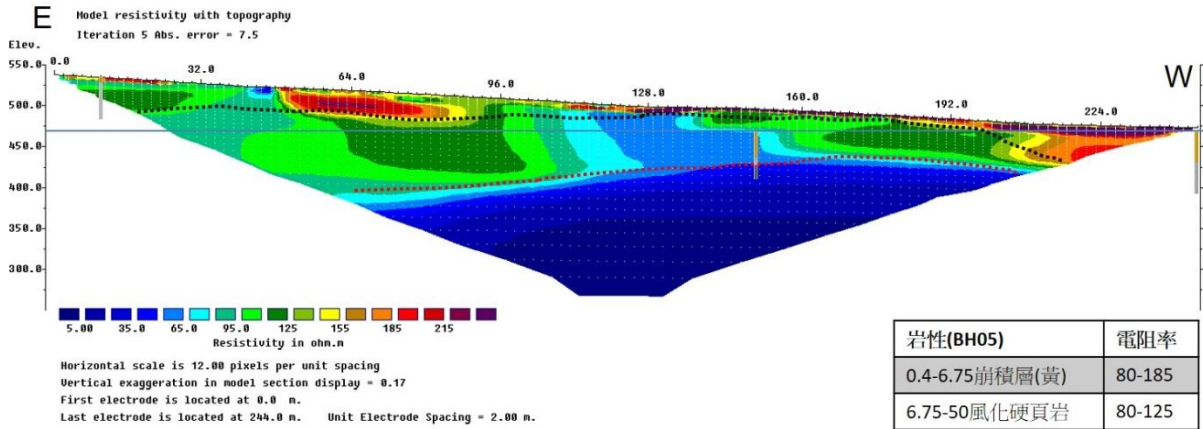 E
Model resistivity with topography
Iteration 5 Abs. error = 7.5
W
Elev.
0.0
32.0
64.0
96.0
128.0
160.0
192.0
224.0
550.0
500.0
450.0
400.0
350.0
300.0
5.00 35.0 65.0 95.0 125 155 185 215
Resistivity in ohm.m
Horizontal scale is 12.00 pixels per unit spacing
Vertical exaggeration in model section display = 0.17
First electrode is located at 0.0 m.
Last electrode is located at 244.0 m. Unit Electrode Spacing = 2.00 m.
岩性(BH05) 電阻率
0.4-6.75崩積層(黃) 80-185
6.75-50風化硬頁岩 80-125